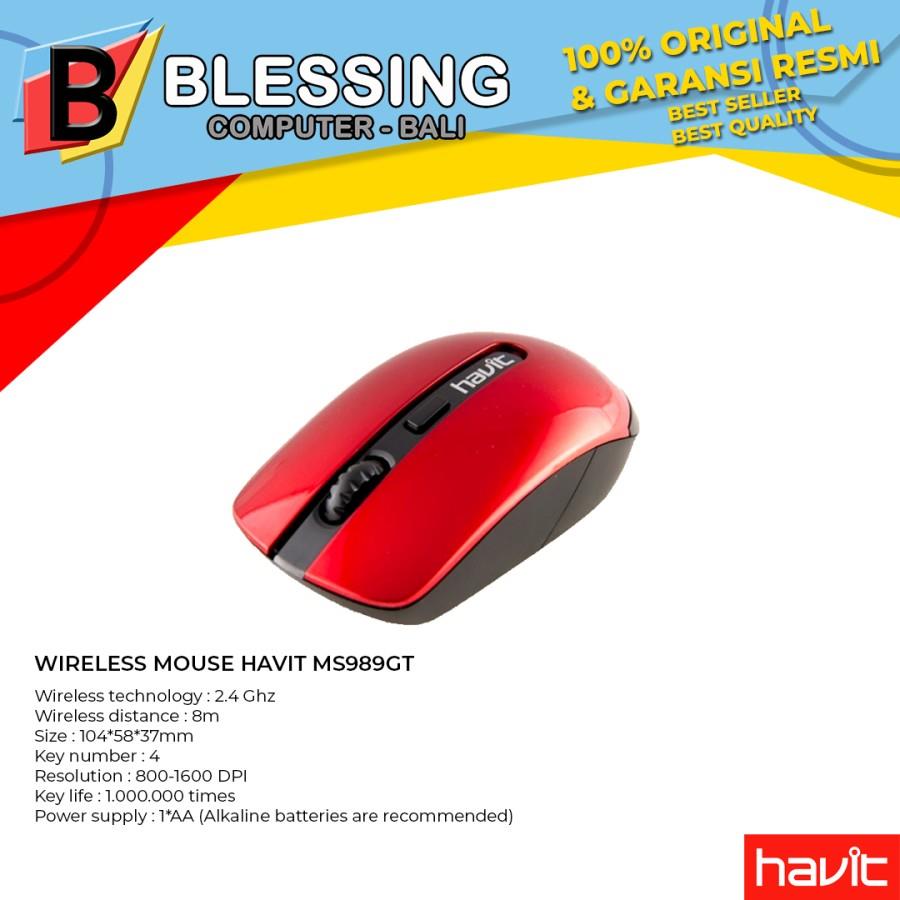 B BLESSING
COMPUTER - BALI
100% ORIGINAL
& GARANSI RESMI
BEST SELLER
BEST QUALITY
havit
WIRELESS MOUSE HAVIT MS989GT
Wireless technology : 2.4 Ghz
Wireless distance : 8m
Size : 104*58*37mm
Key number : 4
Resolution : 800-1600 DPI
Key life : 1.000.000 times
Power supply : 1*AA (Alkaline batteries are recommended)
havit